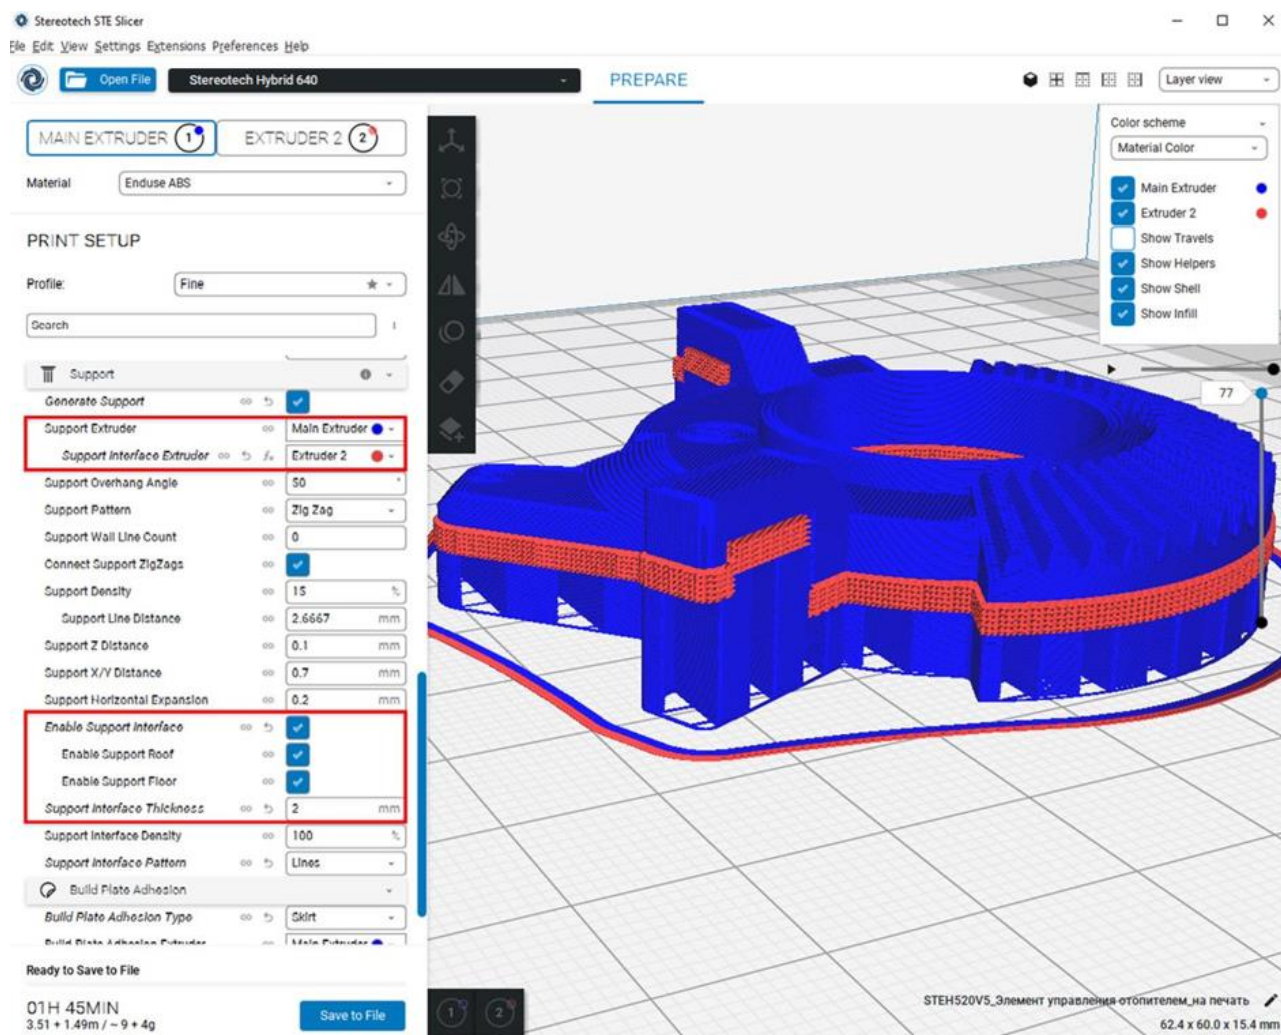 Stereotech STE Slicer
File Edit View Settings Extensions Preferences Help
Open File
Stereotech Hybrid 640
PREPARE
Layer view
MAIN EXTRUDER 1
EXTRUDER 2 2
Material
Enduse ABS
PRINT SETUP
Profile:
Fine
Search
Support
Generate Support
Support Extruder
Main Extruder
Support Interface Extruder
Extruder 2
Support Overhang Angle
50 °
Support Pattern
Zig Zag
Support Wall Line Count
0
Connect Support ZigZags
Support Density
15 %
Support Line Distance
2.6667 mm
Support Z Distance
0.1 mm
Support X/Y Distance
0.7 mm
Support Horizontal Expansion
0.2 mm
Enable Support Interface
Enable Support Roof
Enable Support Floor
Support Interface Thickness
2 mm
Support Interface Density
100 %
Support Interface Pattern
Lines
Build Plate Adhesion
Build Plate Adhesion Type
Skirt
Build Plate Adhesion Extruder
Main Extruder
Ready to Save to File
01H 45MIN
3.51 + 1.49m / ~ 9 + 4g
Save to File
Color scheme
Material Color
Main Extruder
Extruder 2
Show Travels
Show Helpers
Show Shell
Show Infill
77
1
2
STEH520V5_Элемент управления отопителем_на печать
62.4 x 60.0 x 15.4 mm